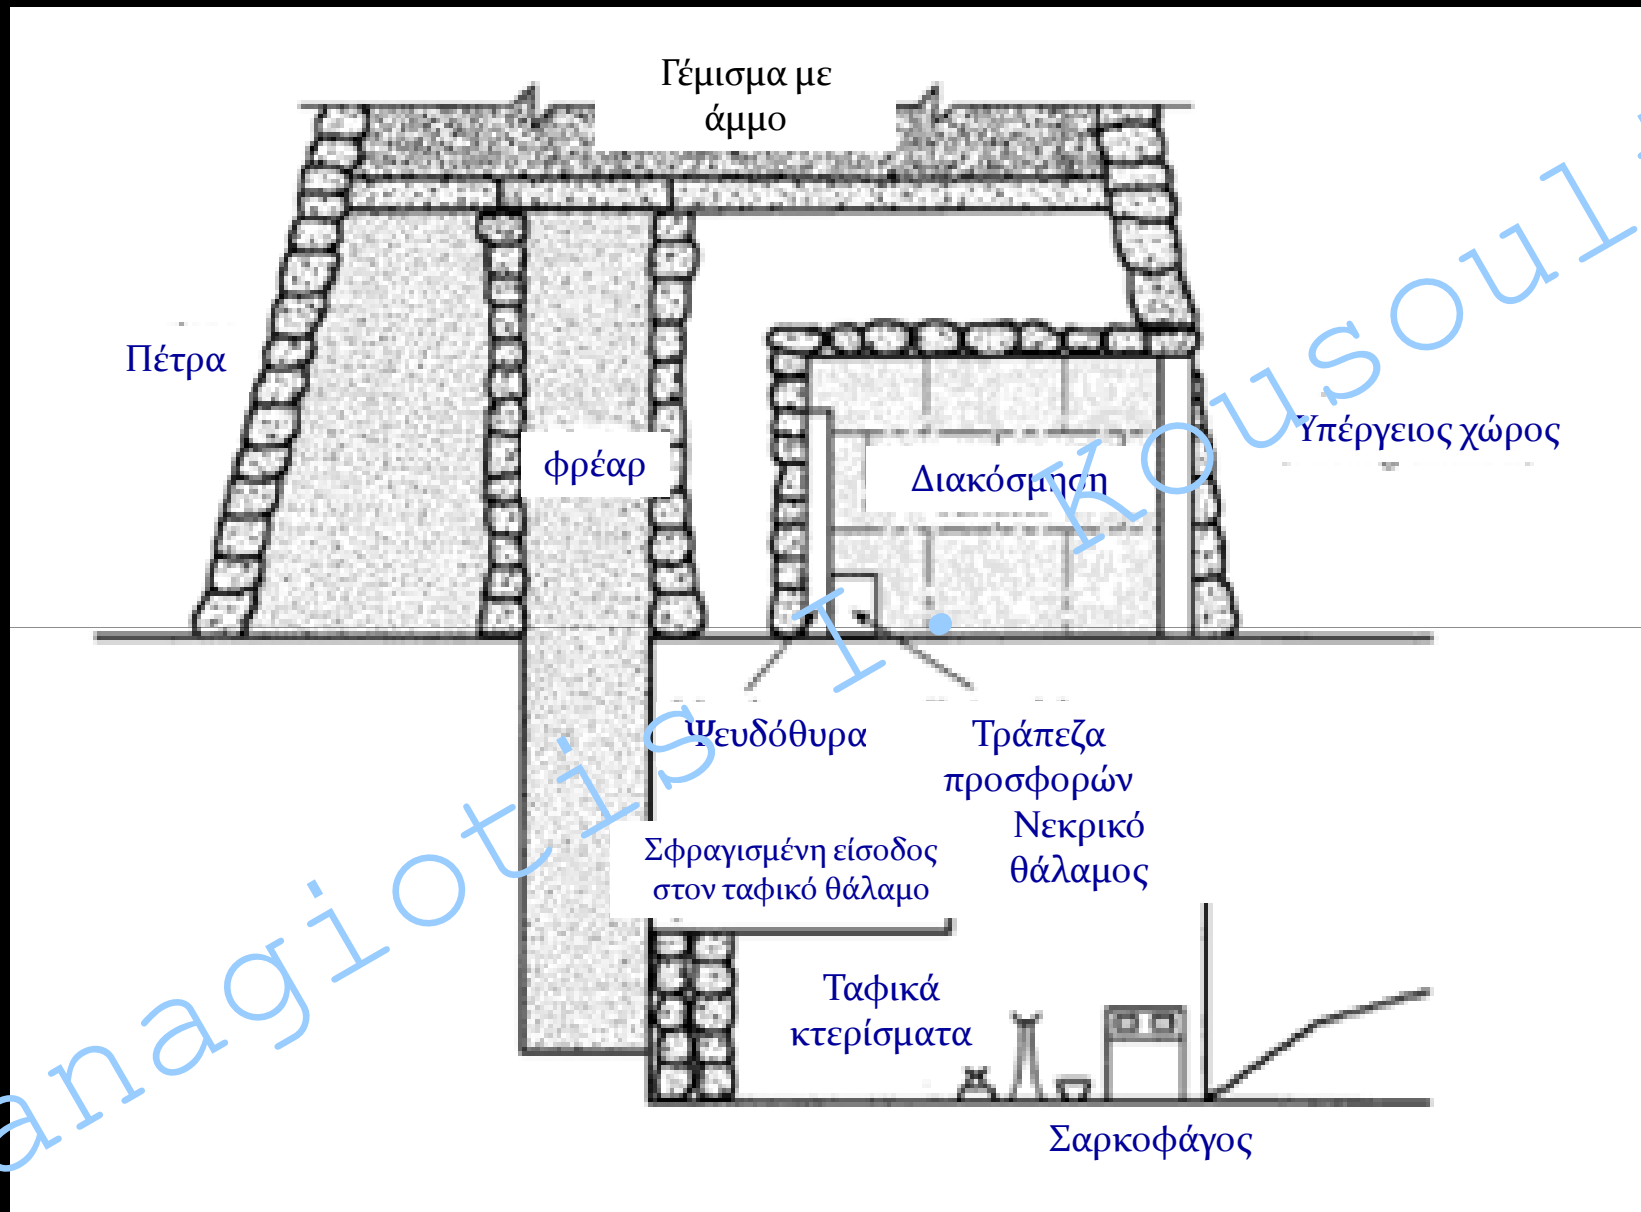 Γέμισμα με
άμμο
Πέτρα
Υπέργειος χώρος
φρέαρ
Διακόσμηση
Ψευδόθυρα
Τράπεζα
προσφορών
Νεκρικό
θάλαμος
Σφραγισμένη είσοδος
στον ταφικό θάλαμο
Ταφικά
κτερίσματα
Σαρκοφάγος
anagiotis I. Kousoul